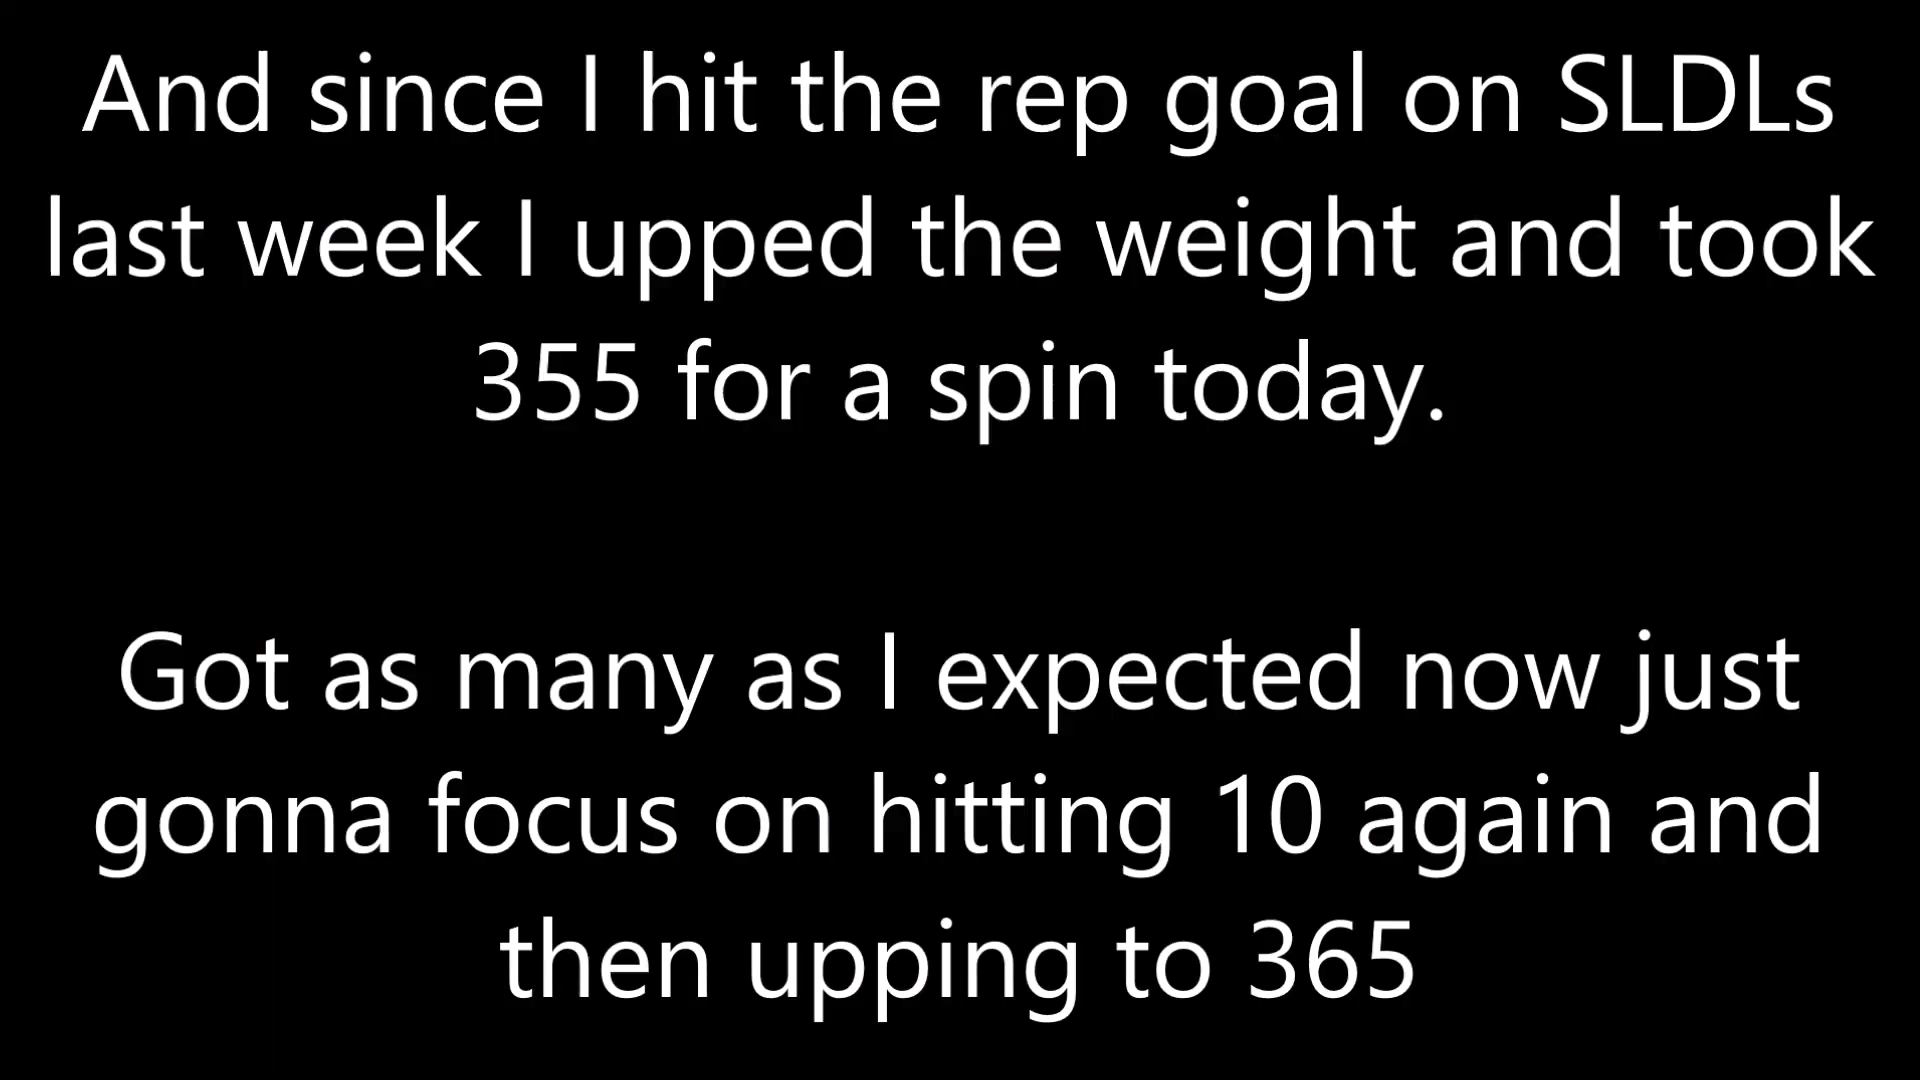 And since I hit the rep goal on SLDLs
last week I upped the weight and took
355 for a spin today.
Got as many as I expected now just
gonna focus on hitting 10 again and
then upping to 365